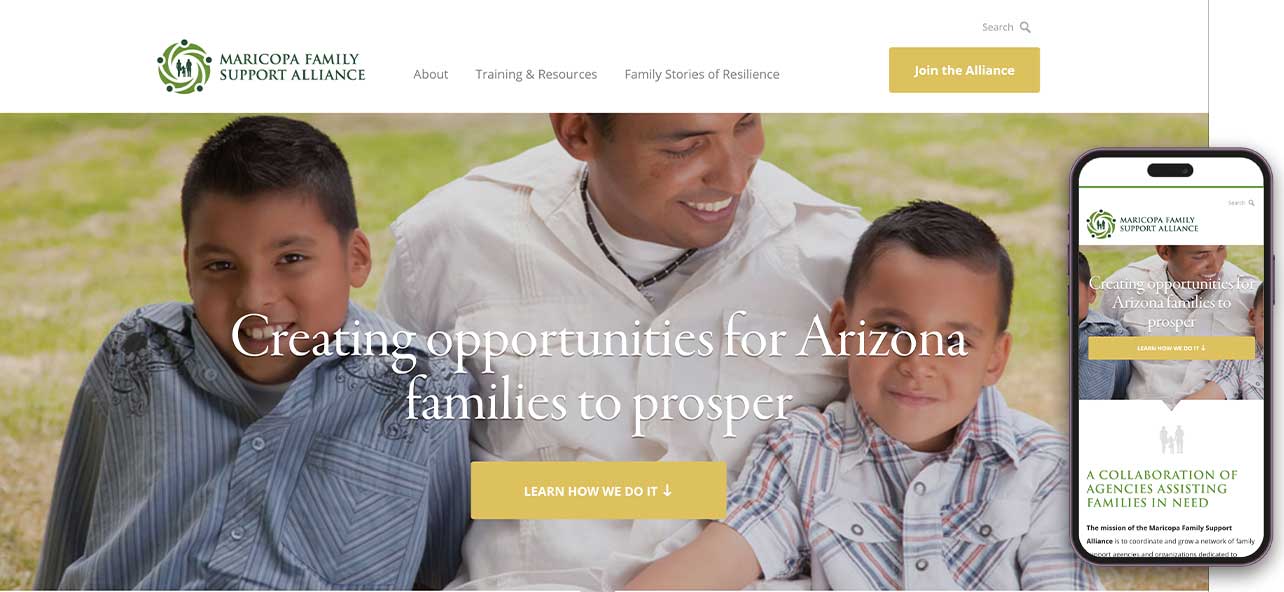 Search
MARICOPA FAMILY
SUPPORT ALLIANCE
About
Training & Resources
Family Stories of Resilience
Join the Alliance
Creating opportunities for Arizona
families to prosper
LEARN HOW WE DO IT ↓
Search
MARICOPA FAMILY
SUPPORT ALLIANCE
Creating opportunities for
Arizona families to
prosper
LEARN HOW WE DO IT ↓
A COLLABORATION OF
AGENCIES ASSISTING
FAMILIES IN NEED
The mission of the Maricopa Family Support
Alliance is to coordinate and grow a network of family
support agencies and organizations dedicated to